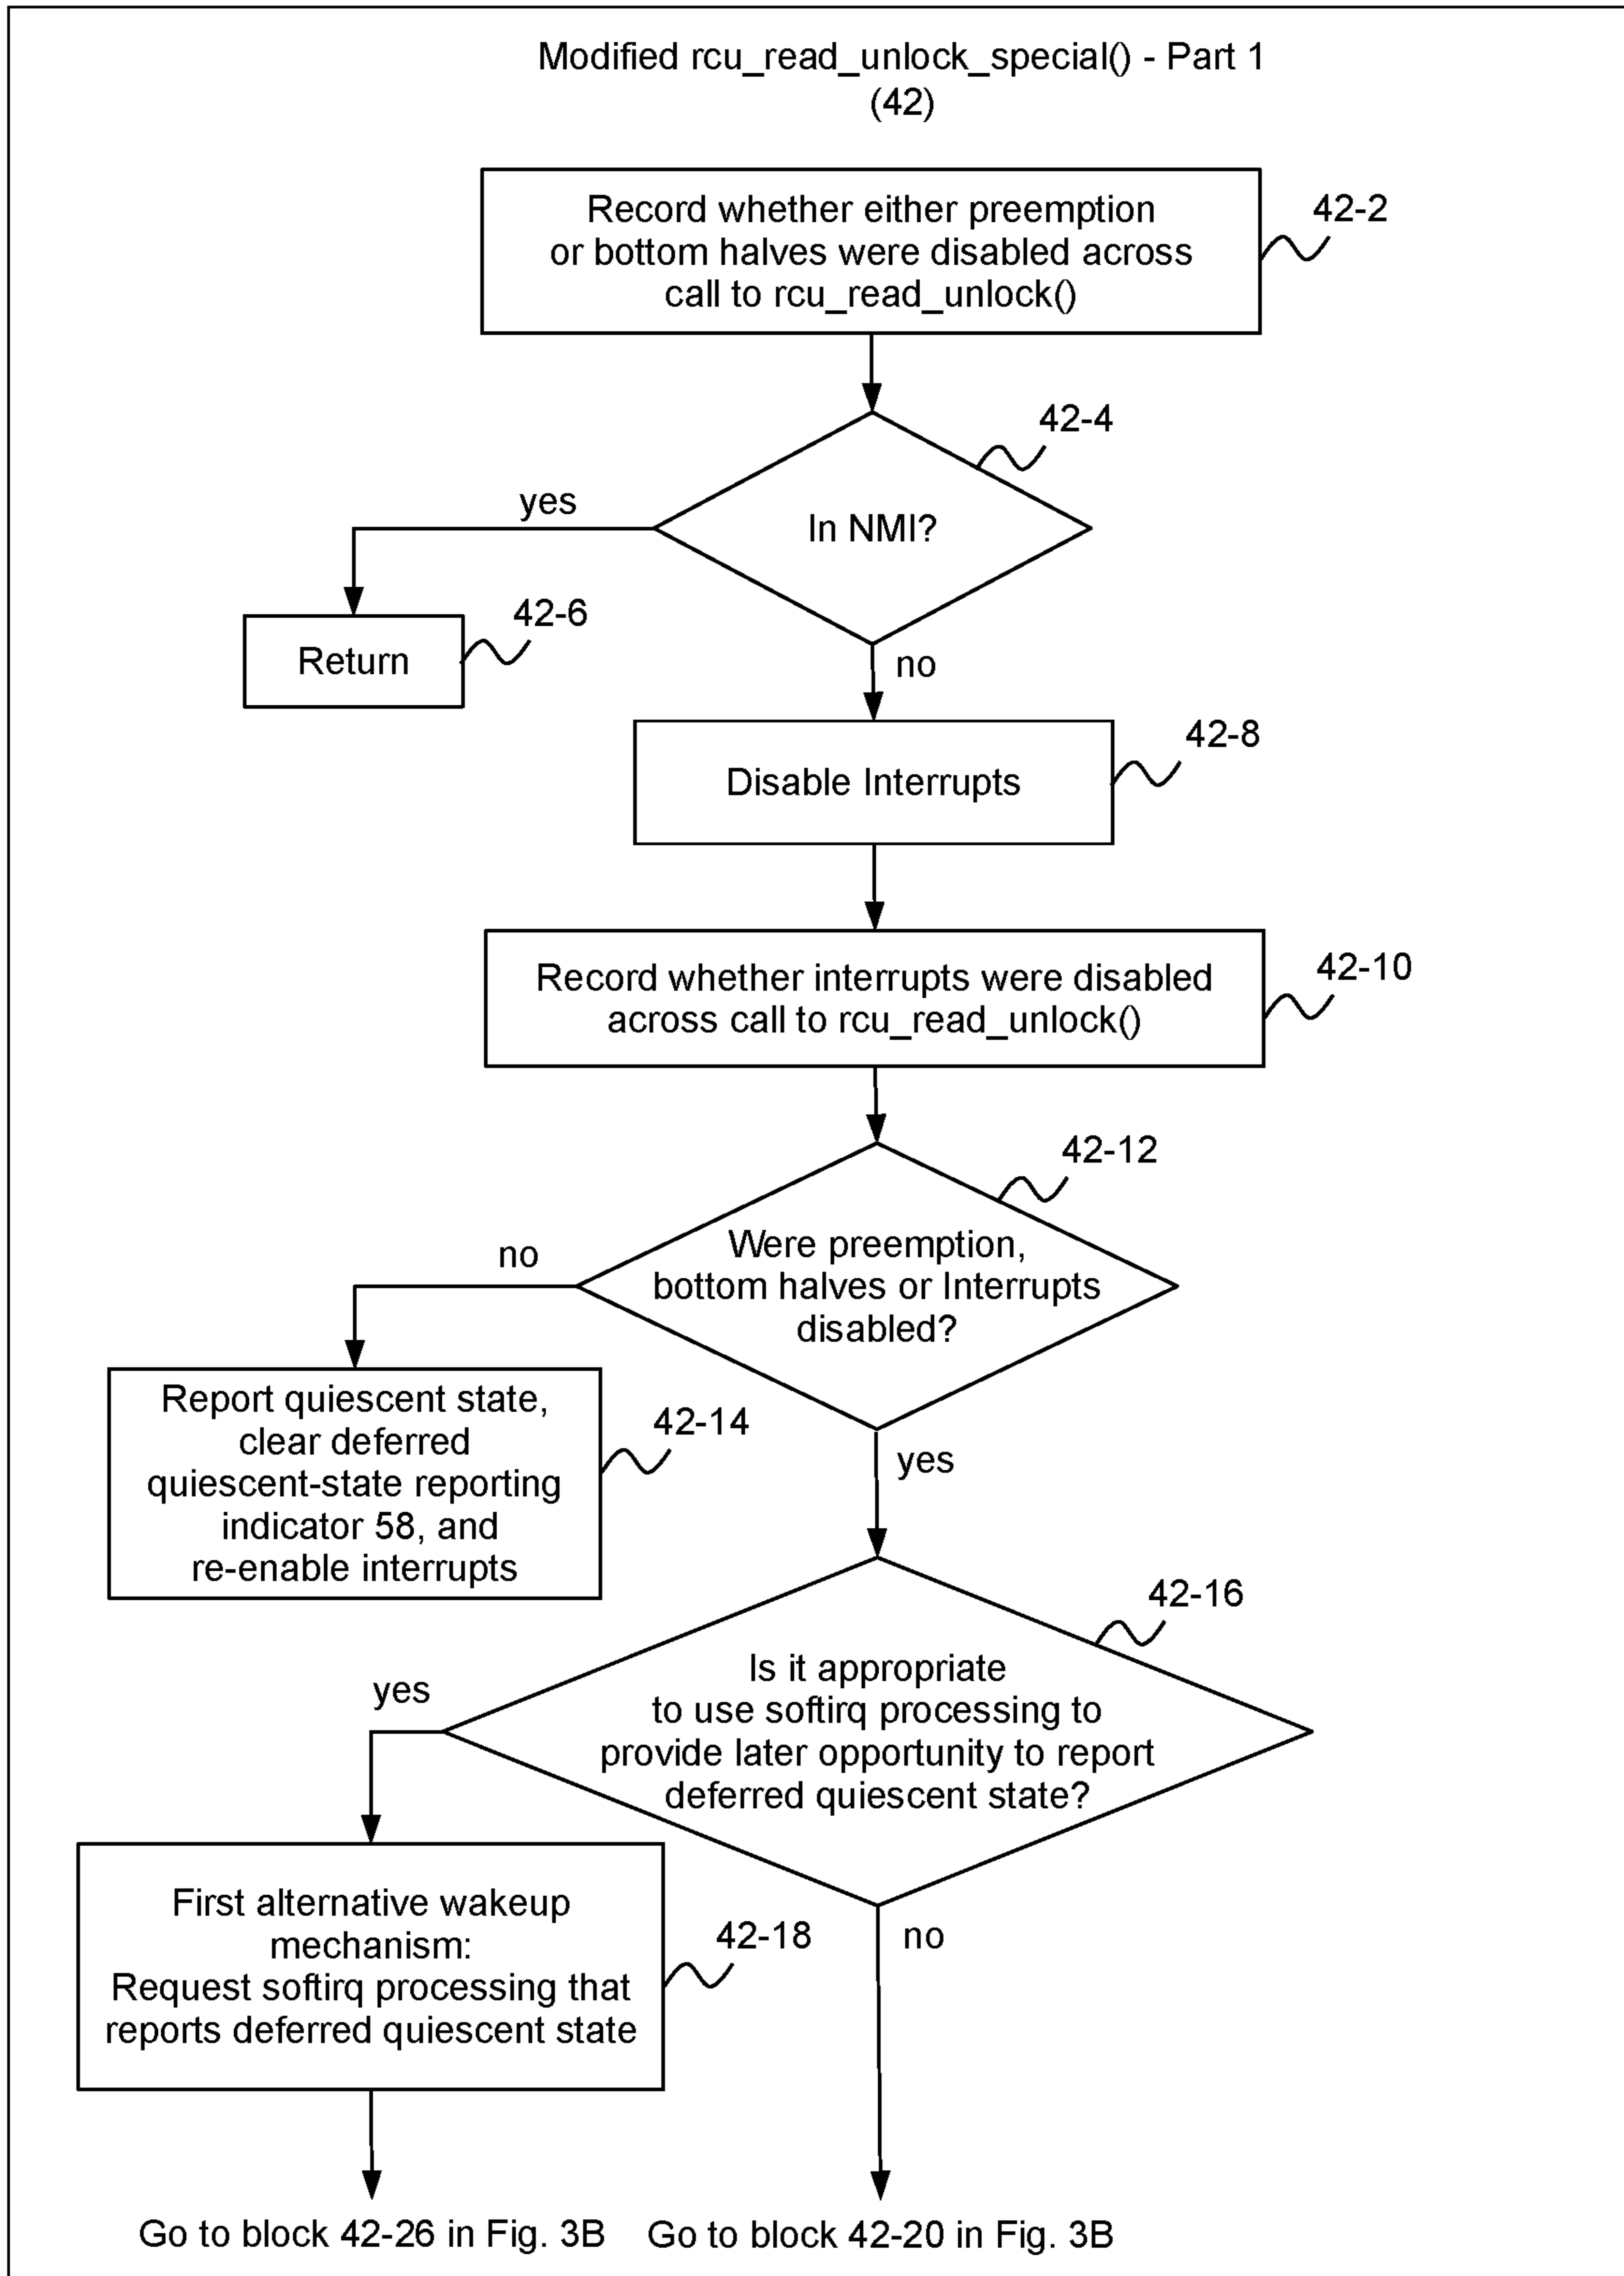 Modified rcu_read_unlock_special() - Part 1
(42)
Record whether either preemption
or bottom halves were disabled across
call to rcu_read_unlock()
42-2
42-4
yes
In NMI?
42-6
Return
no
42-8
Disable Interrupts
Record whether interrupts were disabled
across call to rcu_read_unlock()
42-10
42-12
no
Were preemption,
bottom halves or Interrupts
disabled?
Report quiescent state,
clear deferred
quiescent-state reporting
indicator 58, and
re-enable interrupts
42-14
yes
42-16
yes
Is it appropriate
to use softirq processing to
provide later opportunity to report
deferred quiescent state?
First alternative wakeup
mechanism:
Request softirq processing that
reports deferred quiescent state
42-18
no
Go to block 42-26 in Fig. 3B
Go to block 42-20 in Fig. 3B